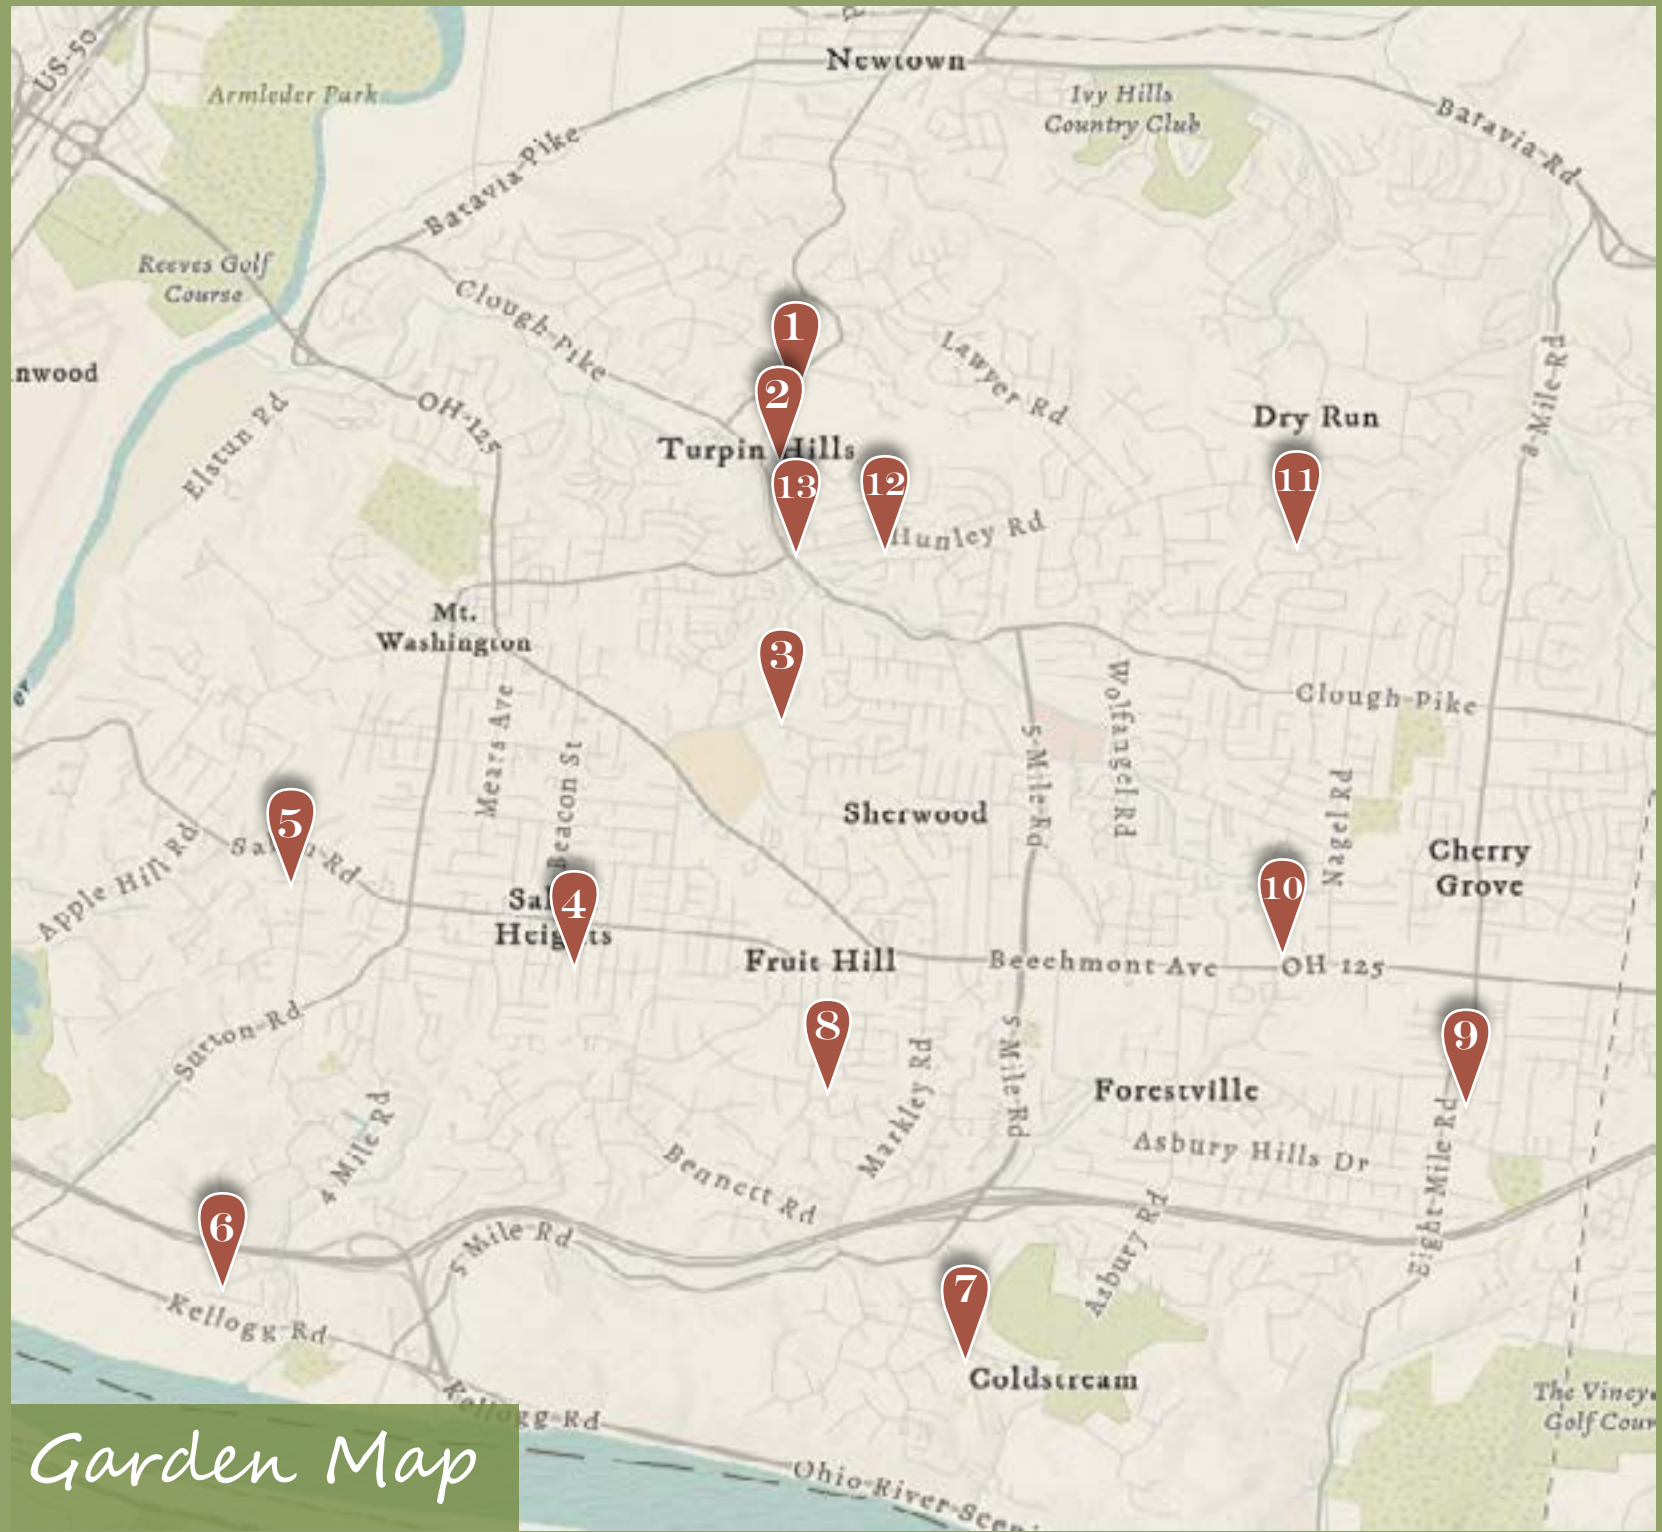 US-50
Armleder Park
Newtown
Ivy Hills
Country Club
Batavia-Rd
Batavia-Pike
Reeves Golf
Course
Clough-Pike
1
Lawyer Rd
8-Mile-Rd
nwood
OH-125
Elstun Rd
2
Dry Run
Turpin Hills
13
12
11
Hunley Rd
Mt.
Washington
3
er
Clough-Pike
Mears Ave
Beacon St
5-Mile-Rd
Wolfangel Rd
Nagel Rd
Sherwood
5
Apple Hill Rd
Cherry
Grove
10
4
Heights
Fruit Hill
Beechmont Ave
OH 125
Sutton-Rd
8
9
Markley Rd
5 Mile Rd
Forestville
4 Mile Rd
Asbury Hills Dr
Bennett Rd
Eight-Mile-Rd
6
5-Mile-Rd
Asbury Rd
7
Kellogg-Rd
Coldstream
Kellogg-Rd
Golf Cour
Garden Map
Ohio-River-Sceni